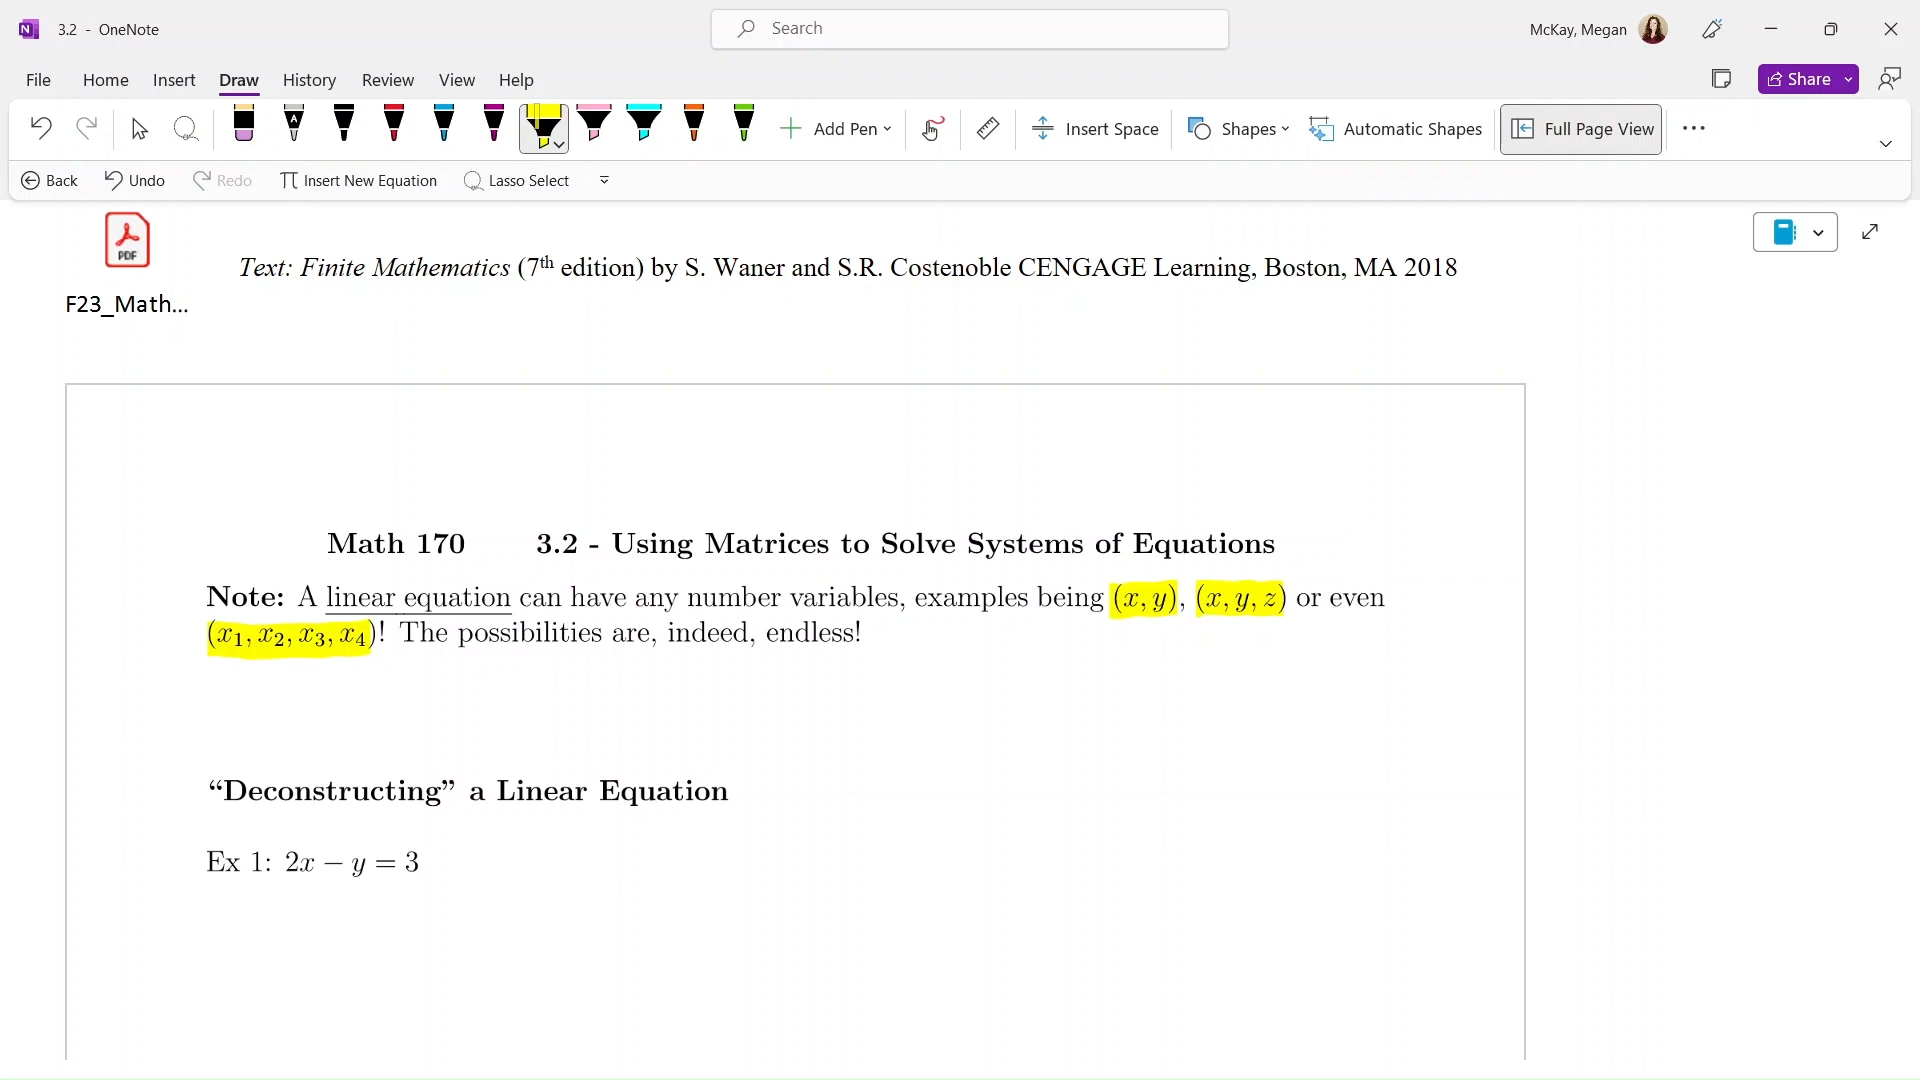 3.2 - OneNote
Search
McKay, Megan
File Home Insert Draw History Review View Help
Share
A
Add Pen
Insert Space
Shapes
Automatic Shapes
Full Page View
Back
Undo
Redo
Insert New Equation
Lasso Select
PDF
F23_Math...
Text: Finite Mathematics (7th edition) by S. Waner and S.R. Costenoble CENGAGE Learning, Boston, MA 2018
Math 170 3.2 - Using Matrices to Solve Systems of Equations
Note: A linear equation can have any number variables, examples being (x, y), (x, y, z) or even
(x₁, x₂, x₃, x₄)! The possibilities are, indeed, endless!
“Deconstructing” a Linear Equation
Ex 1: 2x − y = 3